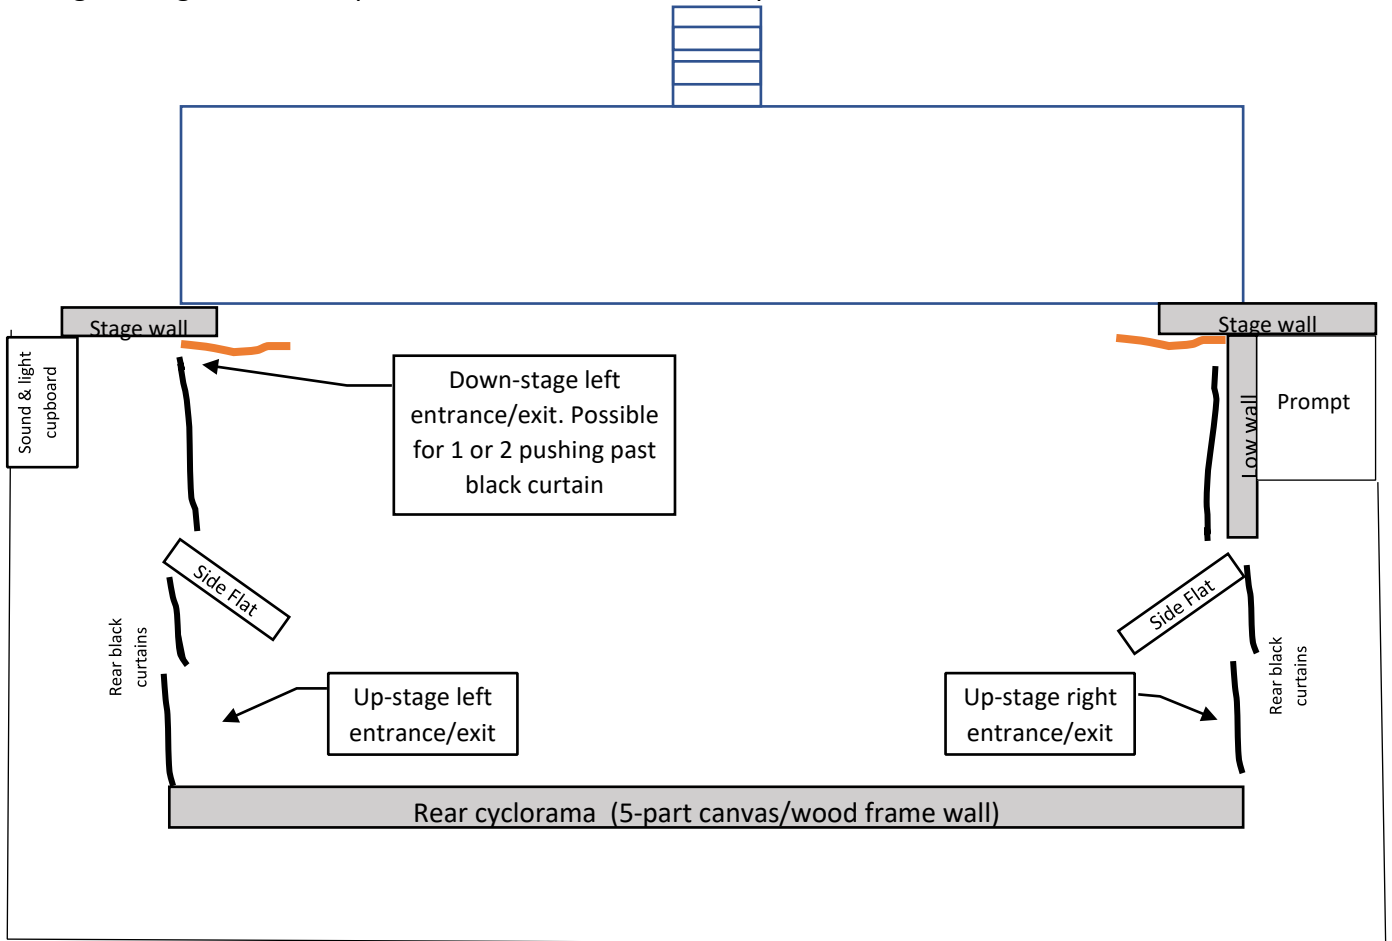 Stage wall
Stage wall
Sound & light
cupboard
Down-stage left
entrance/exit. Possible
for 1 or 2 pushing past
black curtain
Low wall
Prompt
Side Flat
Side Flat
Rear black
curtains
Up-stage left
entrance/exit
Up-stage right
entrance/exit
Rear black
curtains
Rear cyclorama (5-part canvas/wood frame wall)